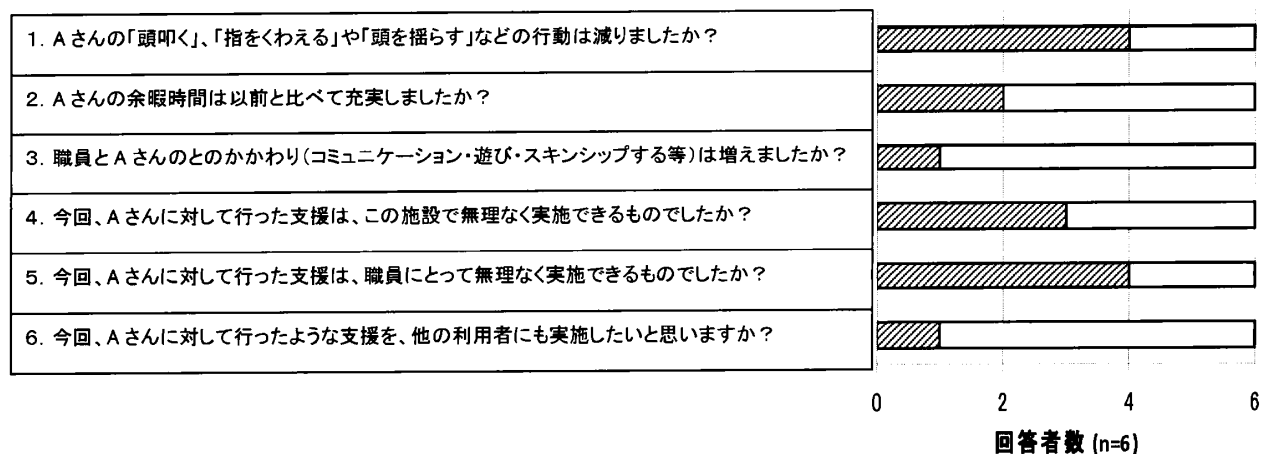 1. Aさんの「頭叩く」、「指をくわえる」や「頭を揺らす」などの行動は減りましたか？
2. Aさんの余暇時間は以前と比べて充実しましたか？
3. 職員とAさんのとのかかわり(コミュニケーション・遊び・スキンシップする等)は増えましたか？
4. 今回、Aさんに対して行った支援は、この施設で無理なく実施できるものでしたか？
5. 今回、Aさんに対して行った支援は、職員にとって無理なく実施できるものでしたか？
6. 今回、Aさんに対して行ったような支援を、他の利用者にも実施したいと思いますか？
0 2 4 6
回答者数 (n=6)